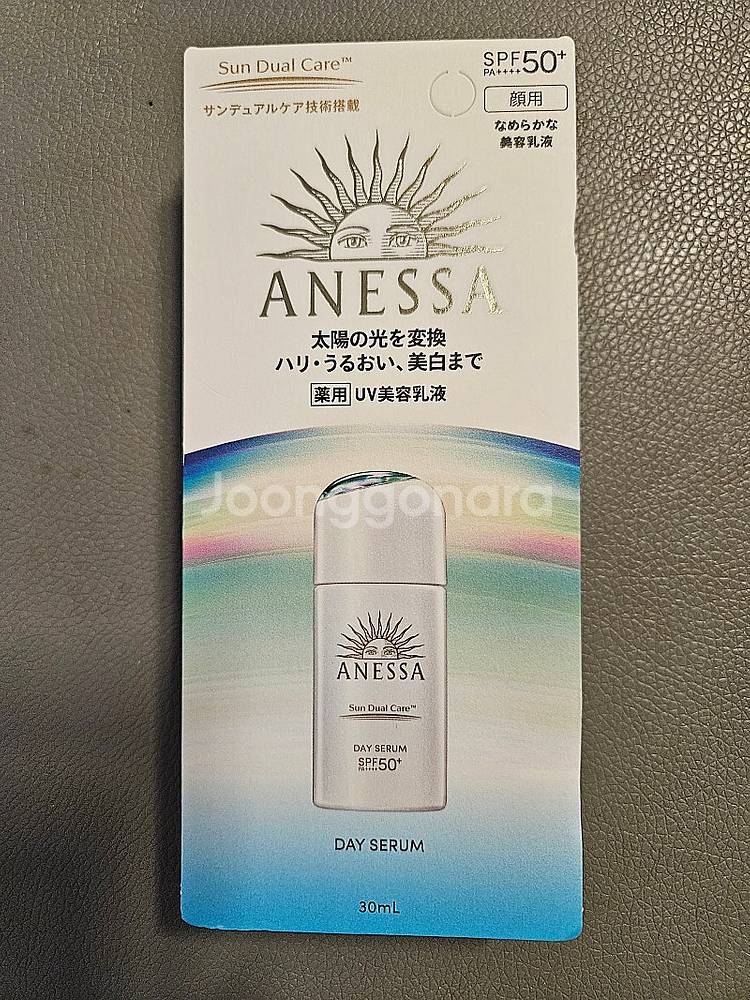 Sun Dual Care™
サンデュアルケア技術搭載
SPF50+
PA++++
顔用
なめらかな
美容乳液
ANESSA
太陽の光を変換
ハリ・うるおい、美白まで
薬用 UV美容乳液
Joonggonara
ANESSA
Sun Dual Care™
DAY SERUM
SPF50+
PA++++
DAY SERUM
30mL